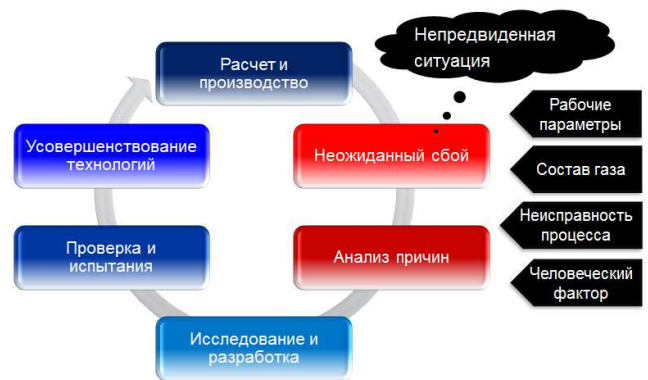 Непредвиденная
ситуация
Расчет и
производство
Рабочие
параметры
Усовершенствование
технологий
Неожиданный сбой
Состав газа
Неисправность
процесса
Проверка и
испытания
Анализ причин
Человеческий
фактор
Исследование и
разработка